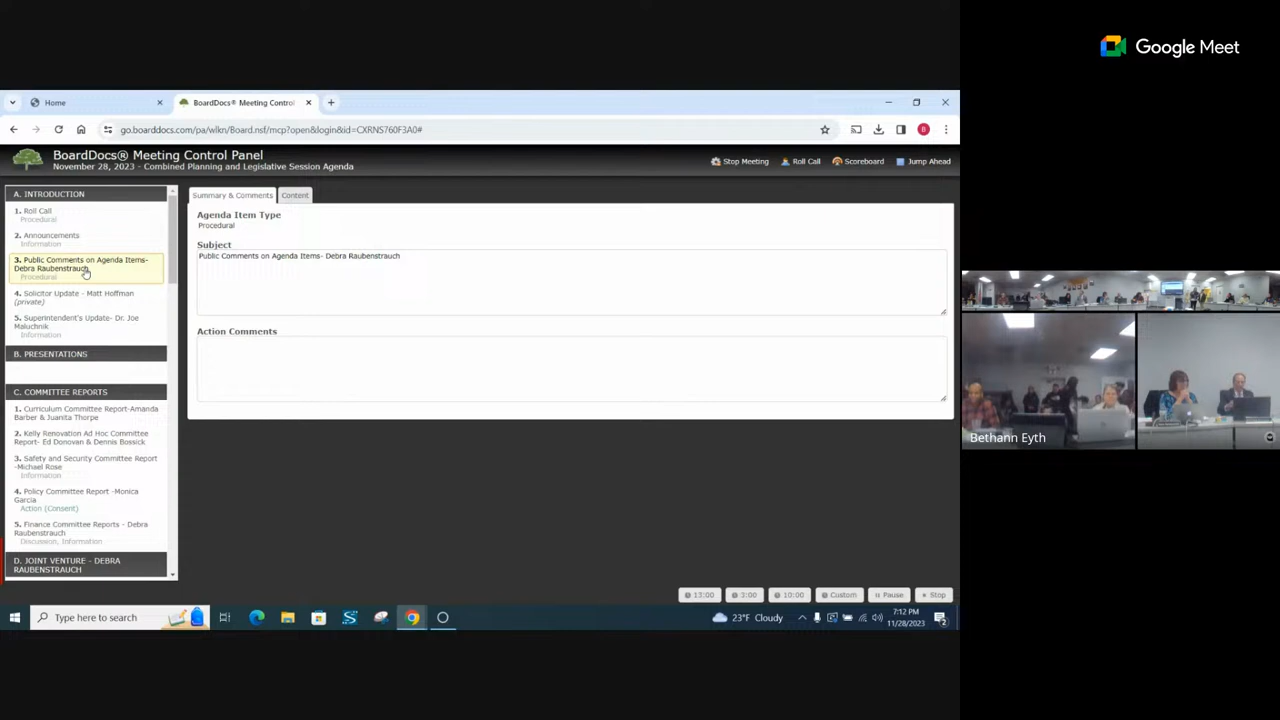 Google Meet
Home
BoardDocs® Meeting Control
go.boarddocs.com/pa/wlkn/Board.nsf/mcp?open&login&id=CXRNS760F3A0#
B
BoardDocs® Meeting Control Panel
November 28, 2023 - Combined Planning and Legislative Session Agenda
Stop Meeting
Roll Call
Scoreboard
Jump Ahead
A. INTRODUCTION
1. Roll Call
Procedural
2. Announcements
Information
3. Public Comments on Agenda Items-
Debra Raubenstrauch
Procedural
4. Solicitor Update - Matt Hoffman
(private)
5. Superintendent's Update- Dr. Joe
Maluchnik
Information
B. PRESENTATIONS
C. COMMITTEE REPORTS
1. Curriculum Committee Report-Amanda
Barber & Juanita Thorpe
2. Kelly Renovation Ad Hoc Committee
Report- Ed Donovan & Dennis Bossick
3. Safety and Security Committee Report
-Michael Rose
Information
4. Policy Committee Report -Monica
Garcia
Action (Consent)
5. Finance Committee Reports - Debra
Raubenstrauch
Discussion, Information
D. JOINT VENTURE - DEBRA
RAUBENSTRAUCH
Summary & Comments
Content
Agenda Item Type
Procedural
Subject
Public Comments on Agenda Items- Debra Raubenstrauch
Action Comments
3:00
10:00
Custom
Pause
Stop
Bethann Eyth
Type here to search
23°F Cloudy
7:12 PM
11/28/2023
2